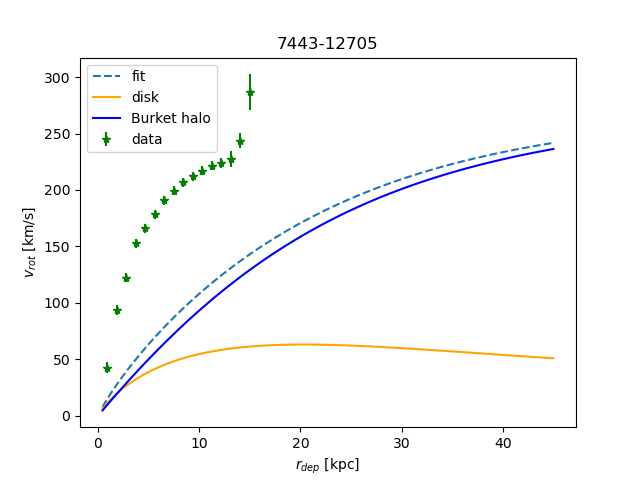 7443-12705
fit
disk
Burket halo
data
300
250
200
150
100
50
0
v_rot [km/s]
0 10 20 30 40
r_dep [kpc]